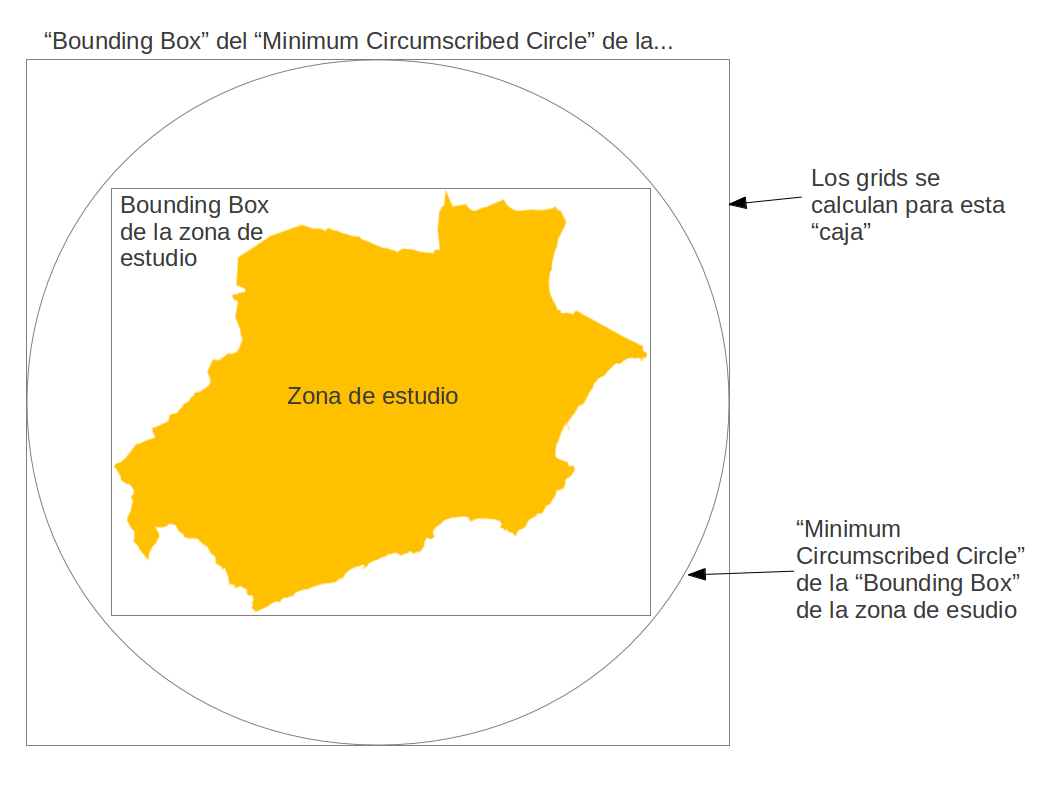 “Bounding Box” del “Minimum Circumscribed Circle” de la...
Bounding Box
de la zona de
estudio
Los grids se
calculan para esta
“caja”
Zona de estudio
“Minimum
Circumscribed Circle”
de la “Bounding Box”
de la zona de esudio